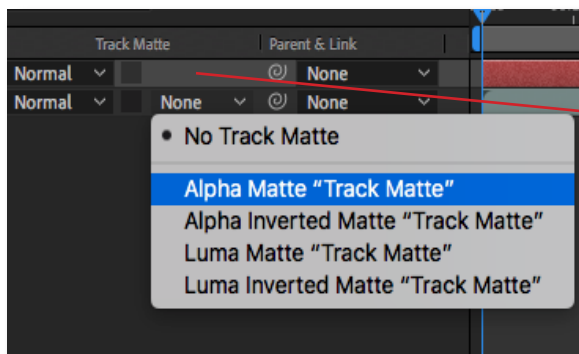 Track Matte Parent & Link
Normal None
Normal None None
• No Track Matte
Alpha Matte “Track Matte”
Alpha Inverted Matte “Track Matte”
Luma Matte “Track Matte”
Luma Inverted Matte “Track Matte”